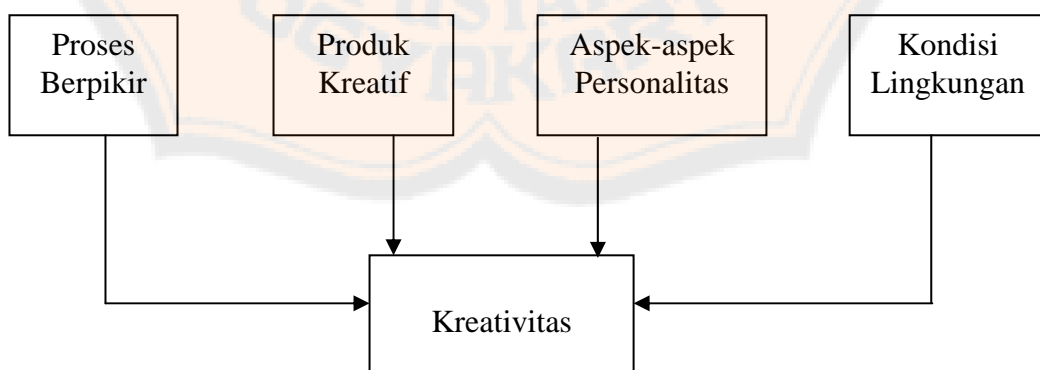 Proses
Berpikir
Produk
Kreatif
Aspek-aspek
Personalitas
Kondisi
Lingkungan
Kreativitas